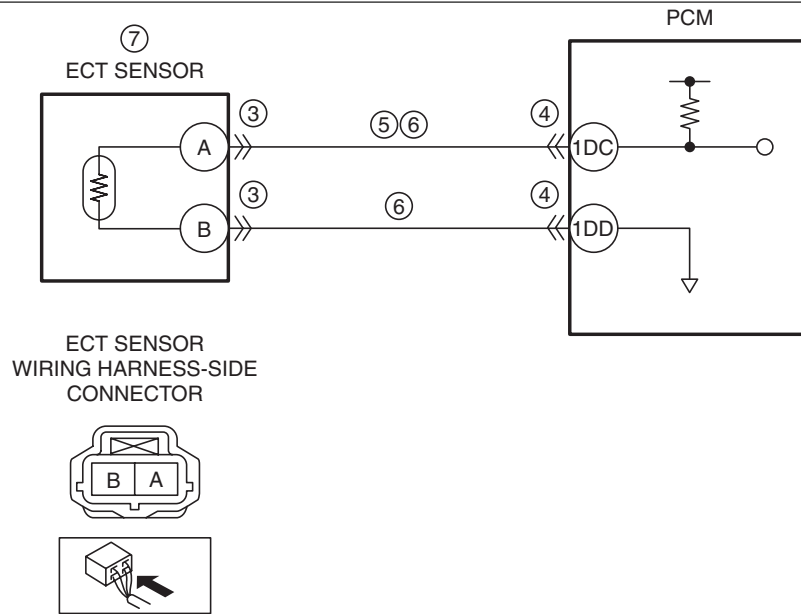 PCM
⑦
ECT SENSOR
③
⑤⑥
④
A
1DC
③
⑥
④
B
1DD
ECT SENSOR
WIRING HARNESS-SIDE
CONNECTOR
B A